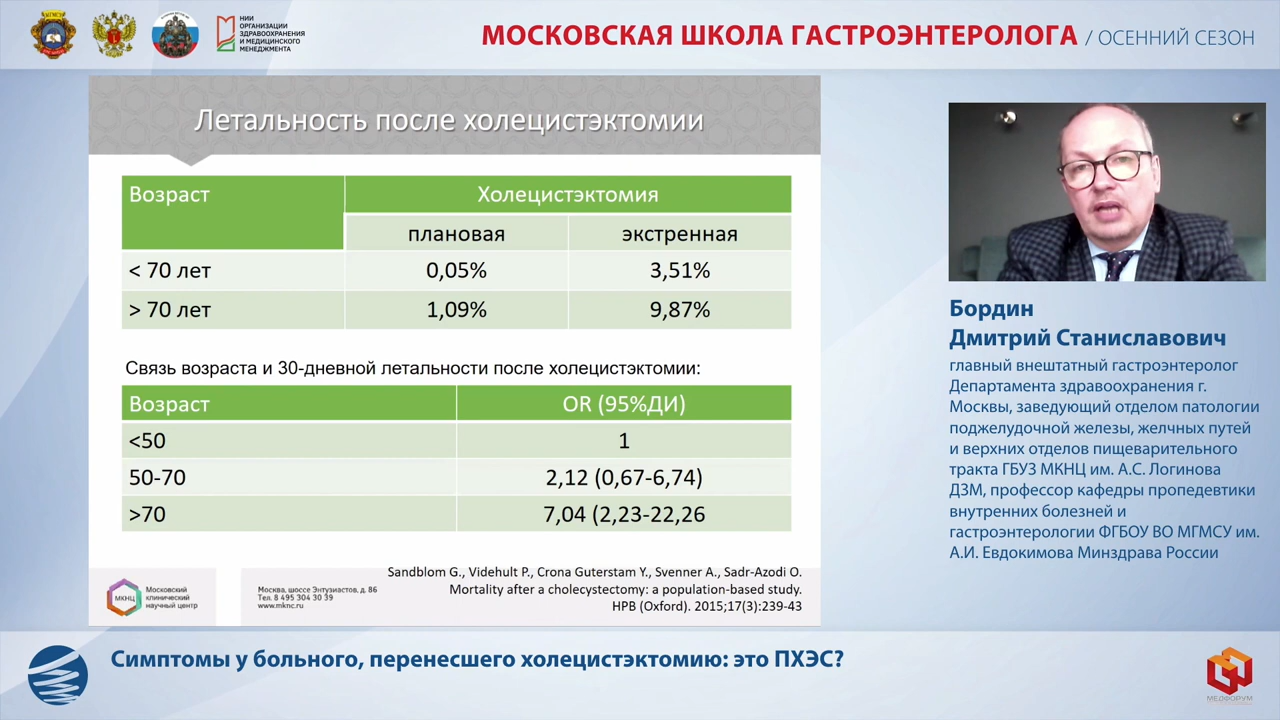 НИИ
ОРГАНИЗАЦИИ
ЗДРАВООХРАНЕНИЯ
И МЕДИЦИНСКОГО
МЕНЕДЖМЕНТА
МОСКОВСКАЯ ШКОЛА ГАСТРОЭНТЕРОЛОГА / ОСЕННИЙ СЕЗОН
Летальность после холецистэктомии
Возраст Холецистэктомия
плановая экстренная
< 70 лет 0,05% 3,51%
> 70 лет 1,09% 9,87%
Связь возраста и 30-дневной летальности после холецистэктомии:
Возраст OR (95%ДИ)
<50 1
50-70 2,12 (0,67-6,74)
>70 7,04 (2,23-22,26
Sandblom G., Videhult P., Crona Guterstam Y., Svenner A., Sadr-Azodi O.
Mortality after a cholecystectomy: a population-based study.
HPB (Oxford). 2015;17(3):239-43
МКНЦ
Московский
клинический
научный центр
Москва, шоссе Энтузиастов, д. 86
Тел. 8 495 304 30 39
www.mknc.ru
Бордин
Дмитрий Станиславович
главный внештатный гастроэнтеролог
Департамента здравоохранения г.
Москвы, заведующий отделом патологии
поджелудочной железы, желчных путей
и верхних отделов пищеварительного
тракта ГБУЗ МКНЦ им. А.С. Логинова
ДЗМ, профессор кафедры пропедевтики
внутренних болезней и
гастроэнтерологии ФГБОУ ВО МГМСУ им.
А.И. Евдокимова Минздрава России
Симптомы у больного, перенесшего холецистэктомию: это ПХЭС?
МЕДФОРУМ